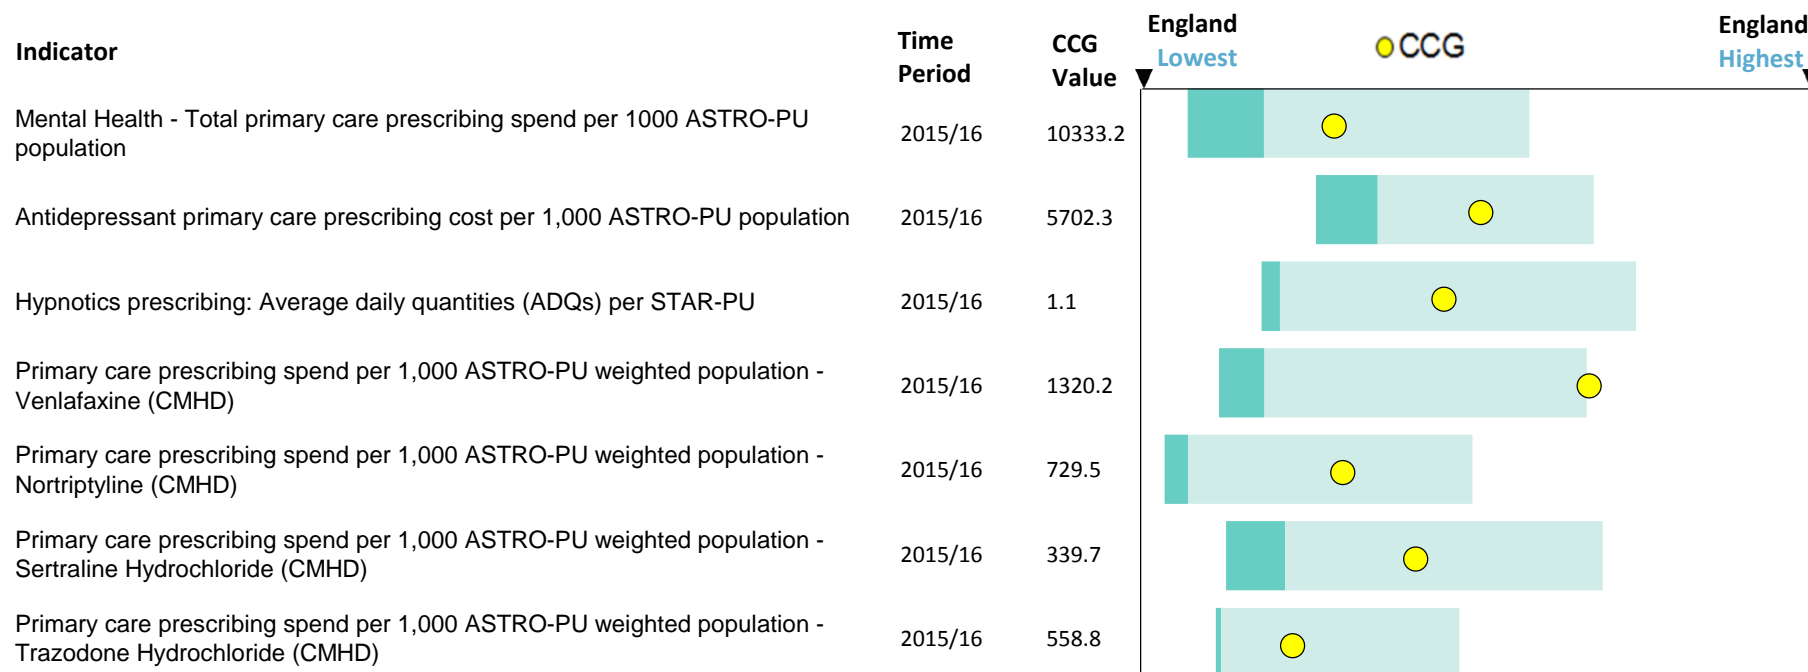 Indicator
Time
Period
CCG
Value
England
Lowest
CCG
England
Highest
Mental Health - Total primary care prescribing spend per 1000 ASTRO-PU
population
2015/16
10333.2
Antidepressant primary care prescribing cost per 1,000 ASTRO-PU population
2015/16
5702.3
Hypnotics prescribing: Average daily quantities (ADQs) per STAR-PU
2015/16
1.1
Primary care prescribing spend per 1,000 ASTRO-PU weighted population -
Venlafaxine (CMHD)
2015/16
1320.2
Primary care prescribing spend per 1,000 ASTRO-PU weighted population -
Nortriptyline (CMHD)
2015/16
729.5
Primary care prescribing spend per 1,000 ASTRO-PU weighted population -
Sertraline Hydrochloride (CMHD)
2015/16
339.7
Primary care prescribing spend per 1,000 ASTRO-PU weighted population -
Trazodone Hydrochloride (CMHD)
2015/16
558.8